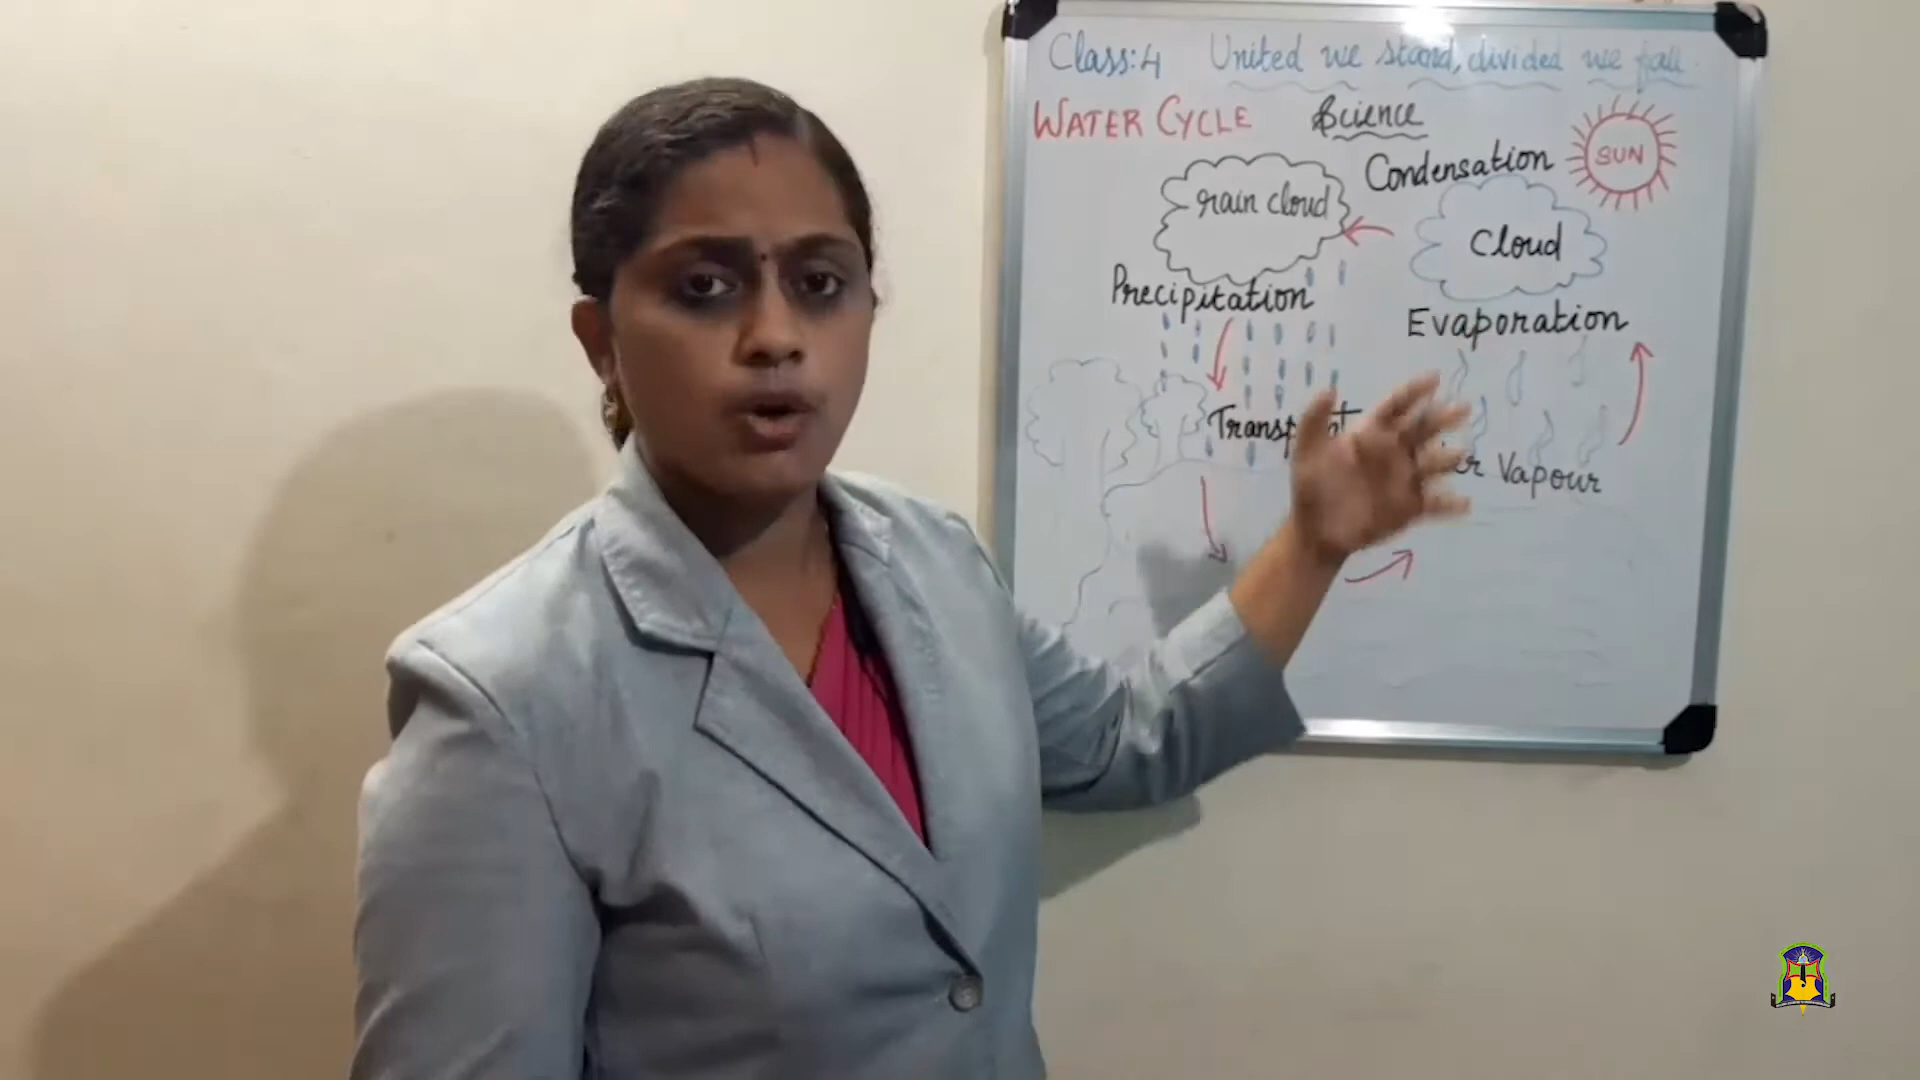 Class: 4 United we stand, divided we fall.
WATER CYCLE Science
SUN
Condensation
rain cloud
Cloud
Precipitation
Evaporation
Vapour